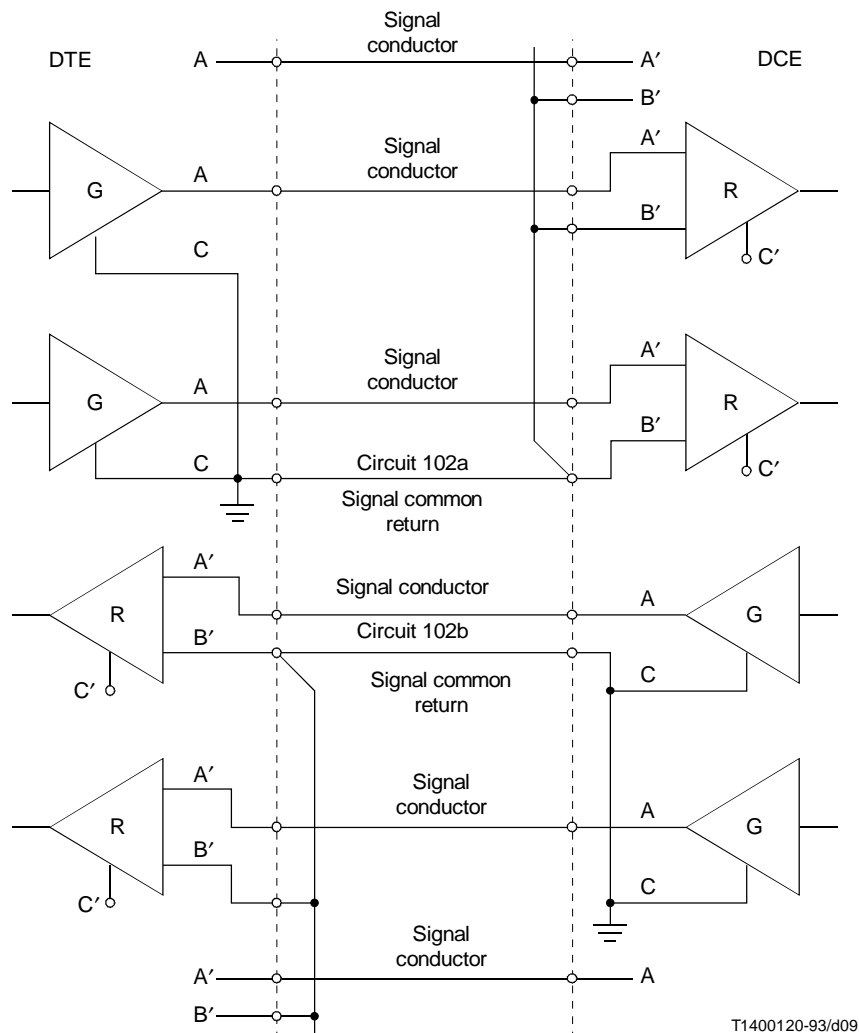 Signal
conductor
DTE
A
A′
DCE
B′
Signal
conductor
A
A′
G
R
B′
C
C′
Signal
conductor
A
A′
G
R
B′
C
Circuit 102a
C′
Signal common
return
A′
Signal conductor
A
R
G
B′
Circuit 102b
C
C′
Signal common
return
A′
Signal
conductor
A
R
G
B′
C
C′
Signal
conductor
A′
A
B′
T1400120-93/d09